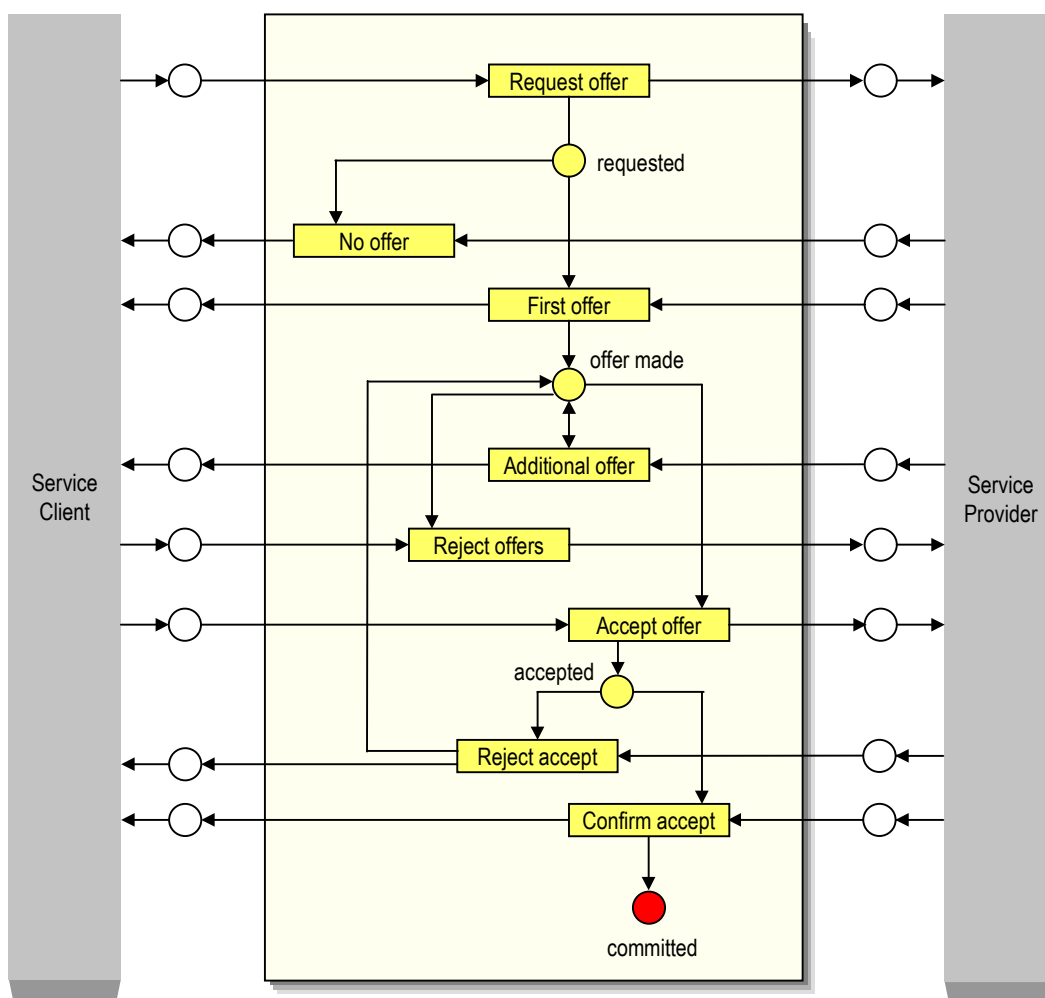 Request offer
requested
No offer
First offer
offer made
Additional offer
Service
Client
Service
Provider
Reject offers
Accept offer
accepted
Reject accept
Confirm accept
committed